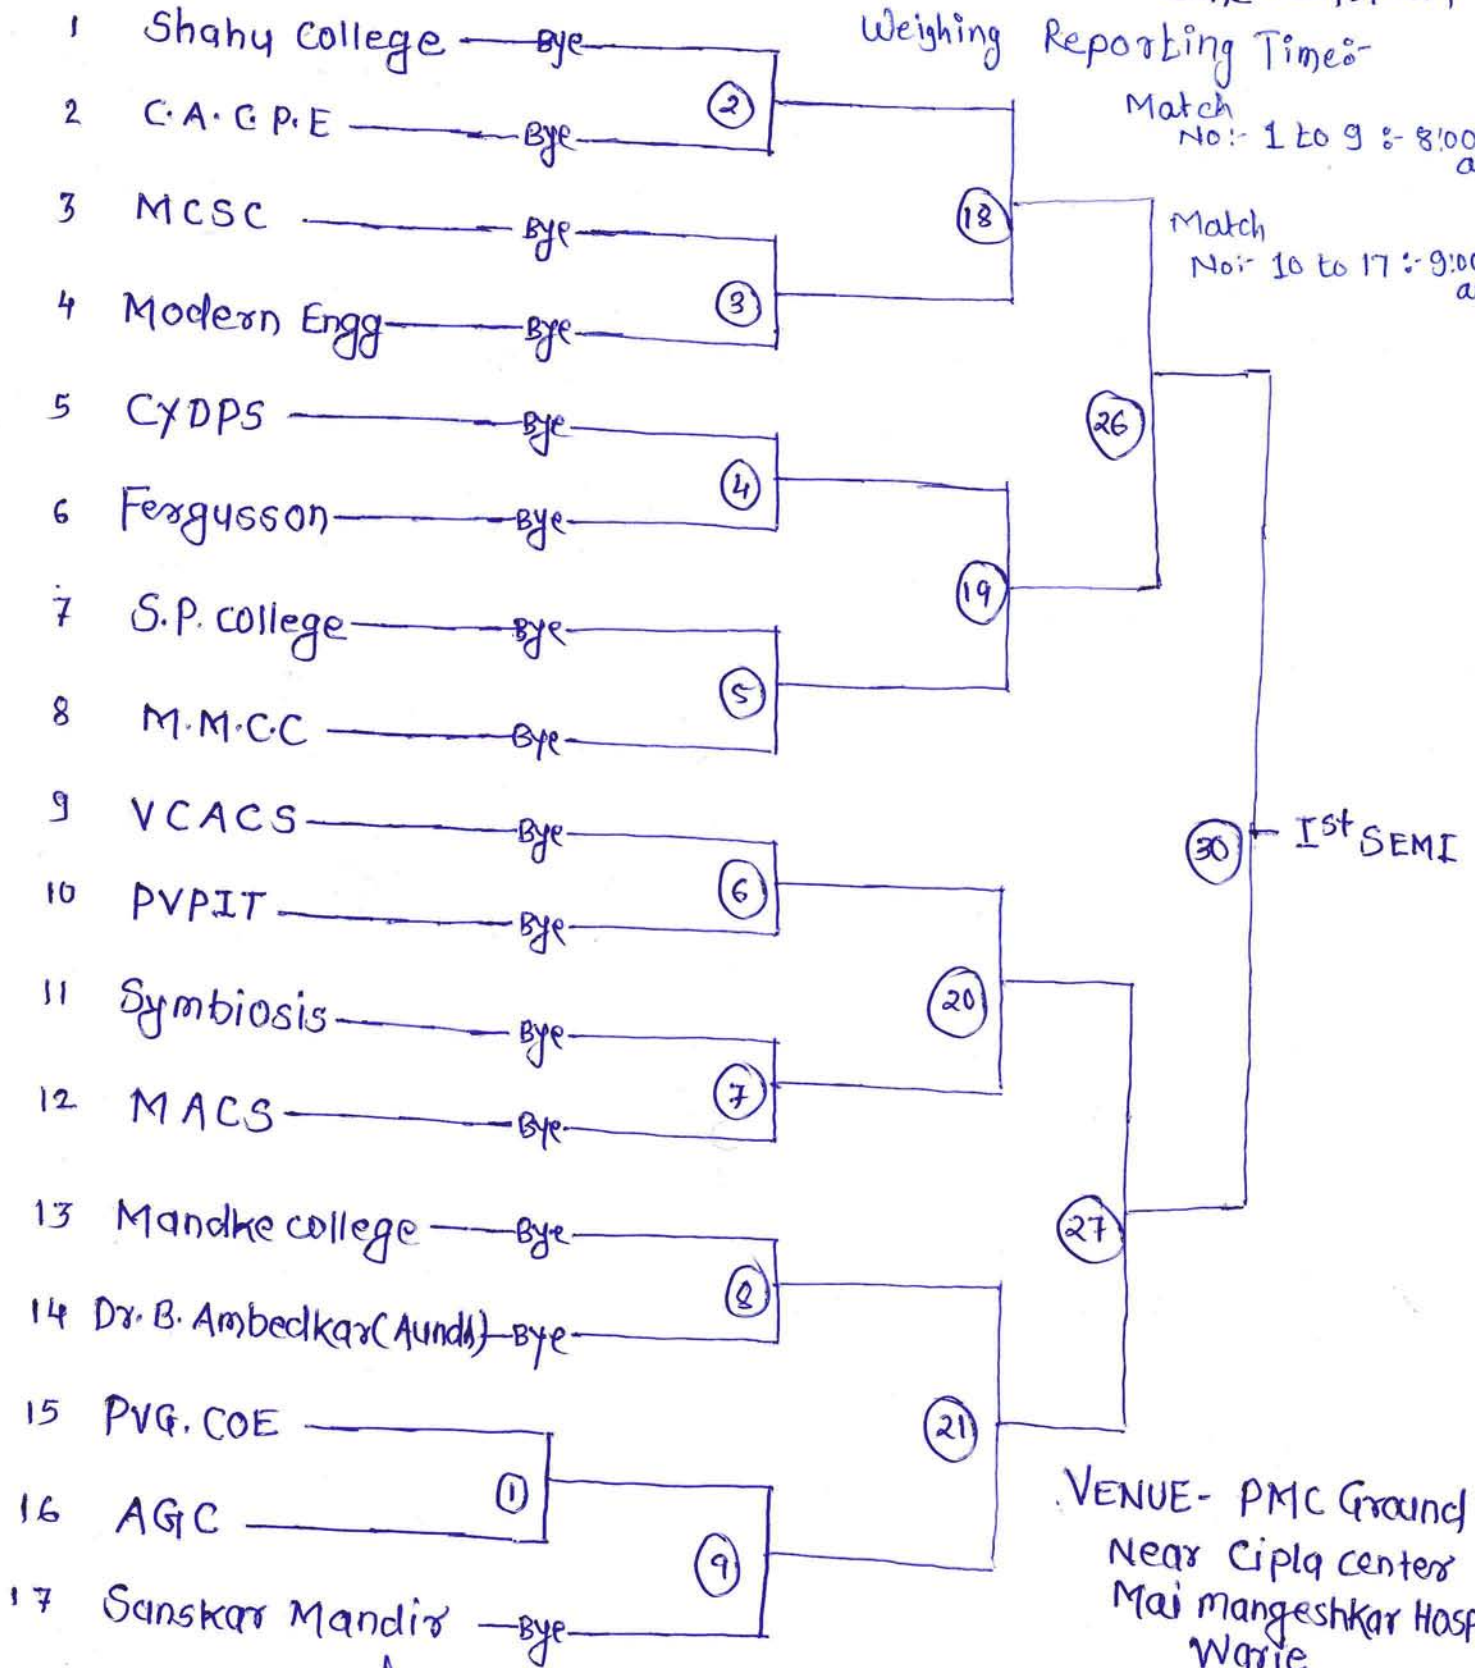 Weighing Reporting Time:-
Match
No:- 1 to 9 :- 8:00
a
Match
No:- 10 to 17 :- 9:00
a
1 Shahu College Bye
2
2 C.A.C.P.E Bye
18
3 MCSC Bye
3
4 Modern Engg Bye
26
5 CYDPS Bye
4
6 Fergusson Bye
19
7 S.P. college Bye
5
8 M.M.C.C Bye
30 Ist SEMI
9 VCACS Bye
6
10 PVPIT Bye
20
11 Symbiosis Bye
7
12 MACS Bye
27
13 Mandke college Bye
8
14 Dr. B. Ambedkar (Aundh) Bye
21
15 PVG. COE
1
16 AGC
9
17 Sanskar Mandir Bye
VENUE- PMC Ground
Near Cipla center
Mai mangeshkar Hosp
Warje